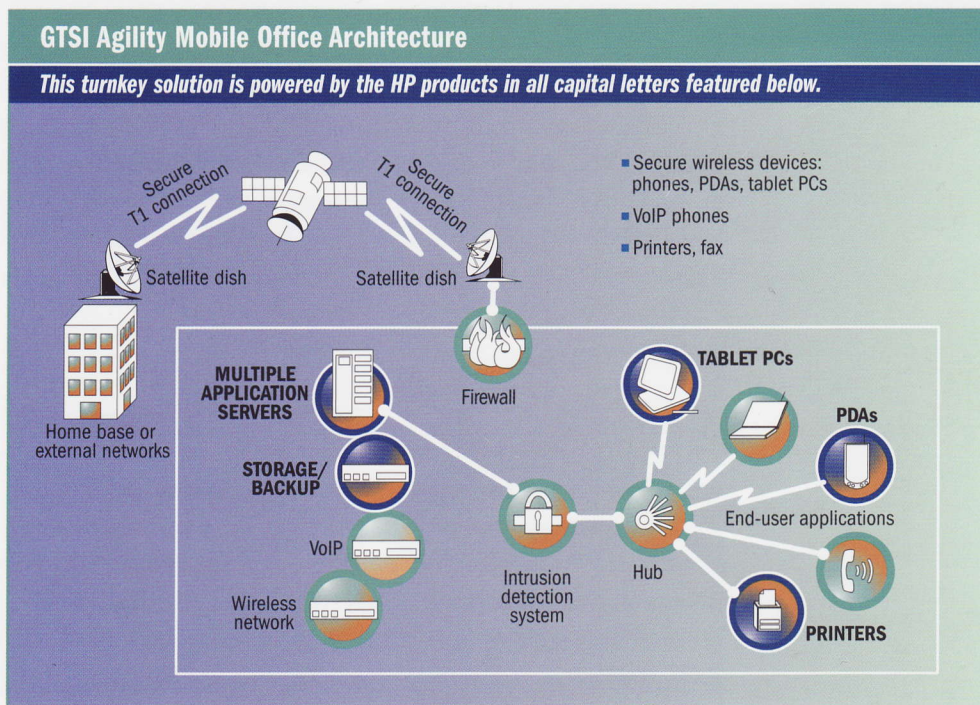 GTSI Agility Mobile Office Architecture
This turnkey solution is powered by the HP products in all capital letters featured below.
Secure
T1 connection
Secure
T1 connection
Secure wireless devices:
phones, PDAs, tablet PCs
VoIP phones
Printers, fax
Satellite dish
Satellite dish
Home base or
external networks
Firewall
MULTIPLE
APPLICATION
SERVERS
STORAGE/
BACKUP
VoIP
Wireless
network
Intrusion
detection
system
Hub
TABLET PCs
PDAs
End-user applications
PRINTERS